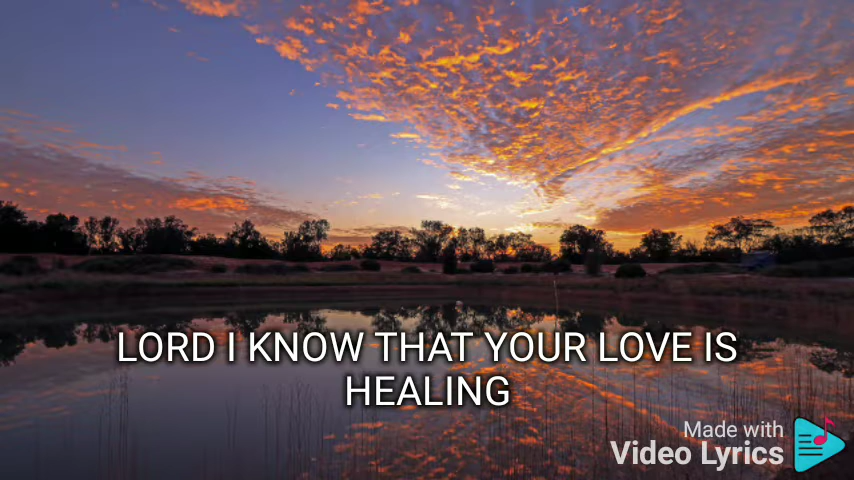 LORD I KNOW THAT YOUR LOVE IS
HEALING
Made with
Video Lyrics